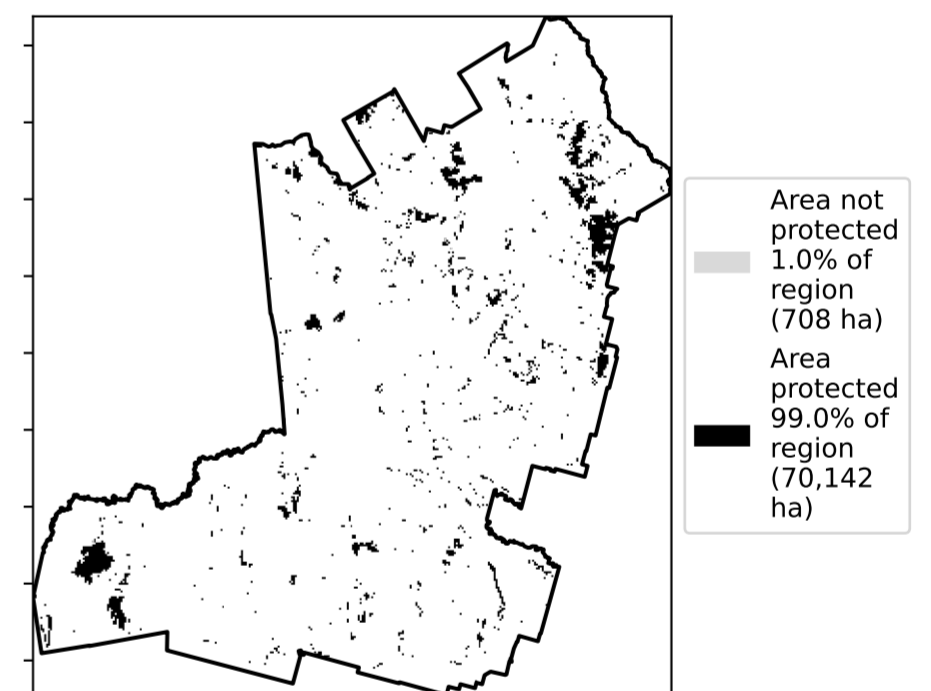 Area not
protected
1.0% of
region
(708 ha)
Area
protected
99.0% of
region
(70,142
ha)